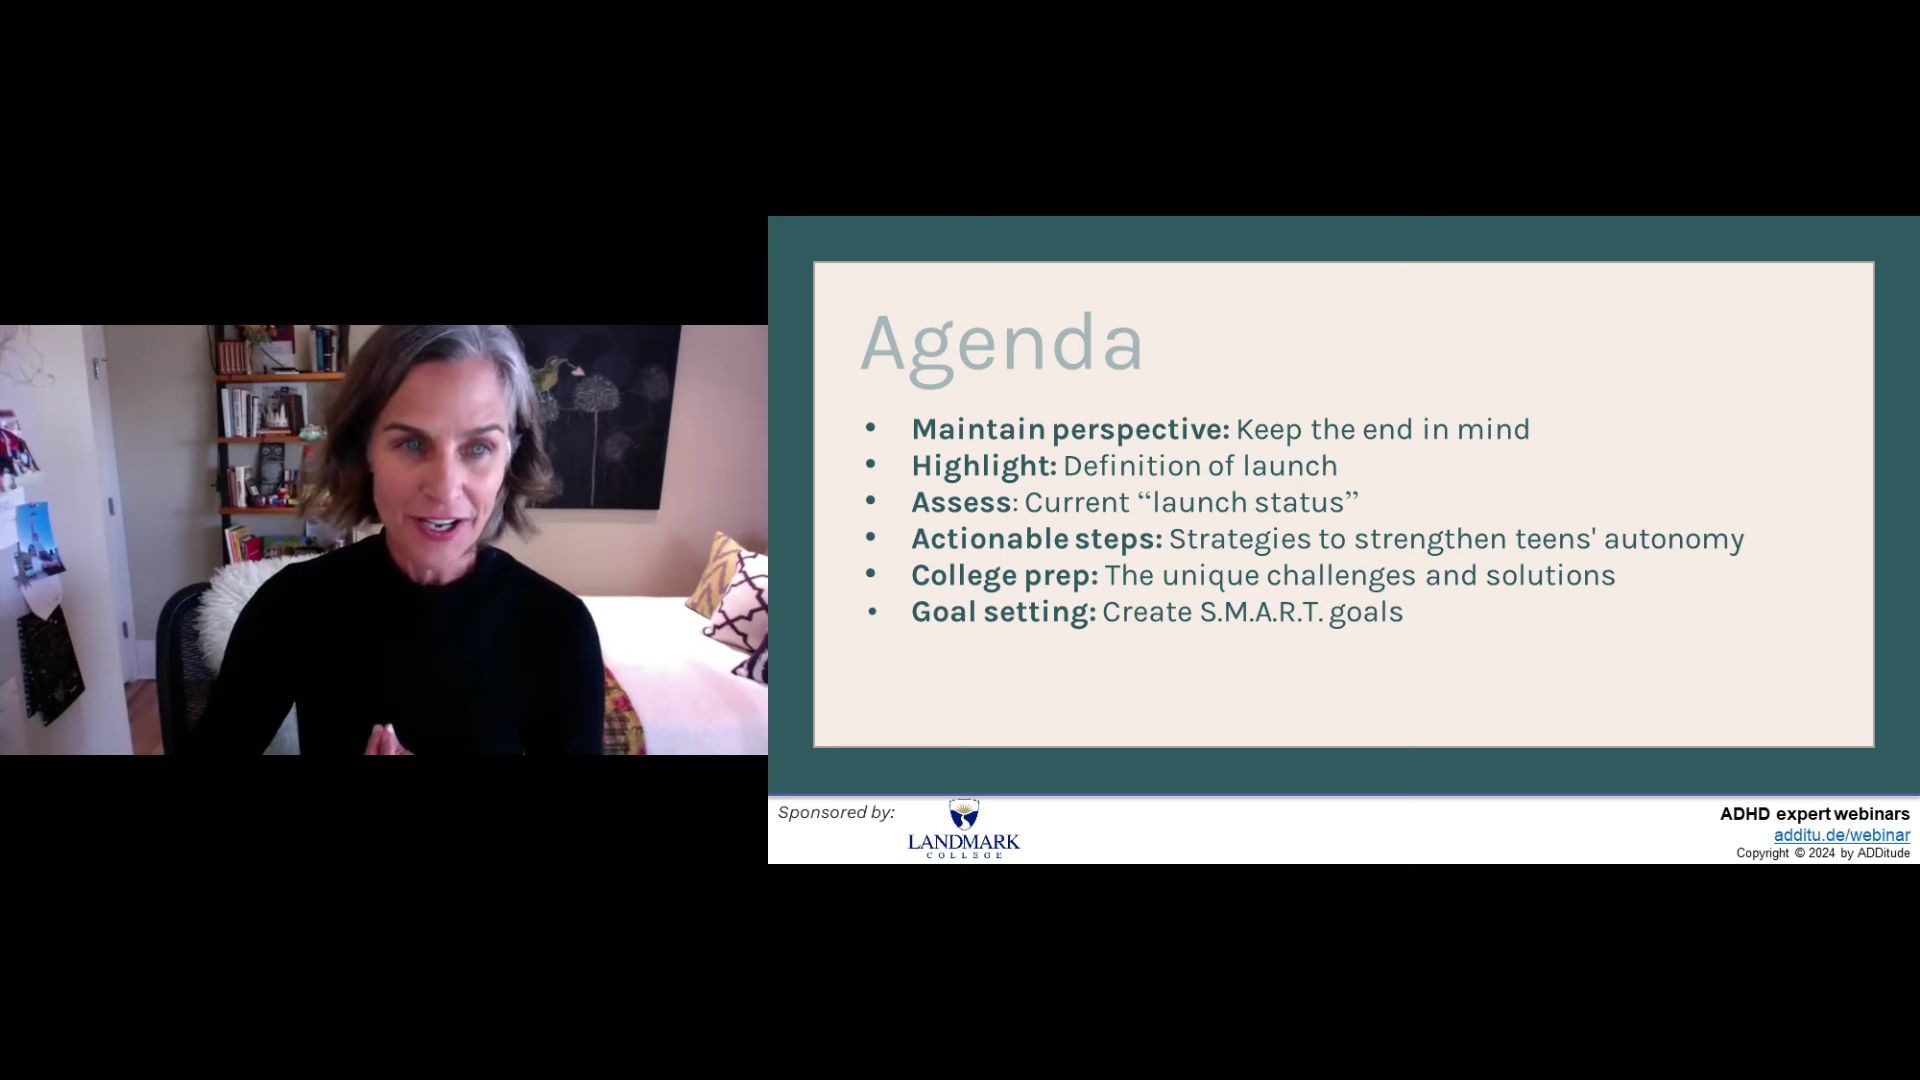 Agenda
• Maintain perspective: Keep the end in mind
• Highlight: Definition of launch
• Assess: Current “launch status”
• Actionable steps: Strategies to strengthen teens' autonomy
• College prep: The unique challenges and solutions
• Goal setting: Create S.M.A.R.T. goals
Sponsored by:
LANDMARK
COLLEGE
ADHD expert webinars
additu.de/webinar
Copyright © 2024 by ADDitude